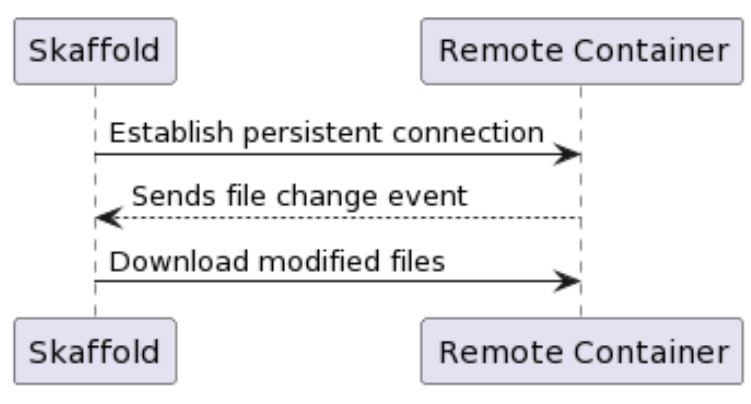 Skaffold
Remote Container
Establish persistent connection
Sends file change event
Download modified files
Skaffold
Remote Container